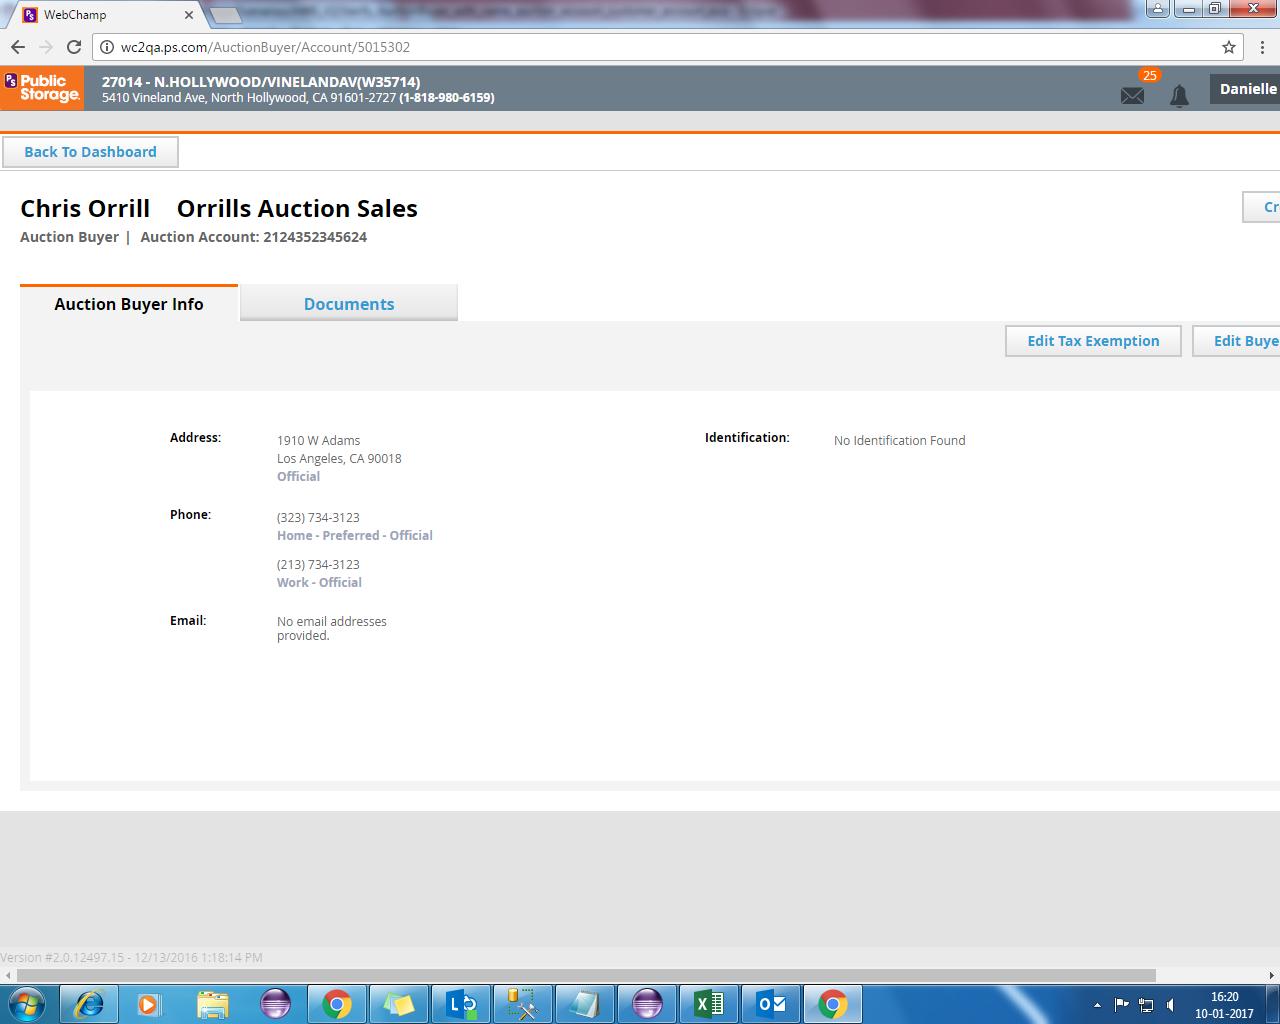 WebChamp
wc2qa.ps.com/AuctionBuyer/Account/5015302
PS Public Storage.
27014 - N.HOLLYWOOD/VINELANDAV(W35714)
5410 Vineland Ave, North Hollywood, CA 91601-2727 (1-818-980-6159)
25
Danielle
Back To Dashboard
Chris Orrill Orrills Auction Sales
Cr
Auction Buyer | Auction Account: 2124352345624
Auction Buyer Info
Documents
Edit Tax Exemption
Edit Buye
Address:
1910 W Adams
Los Angeles, CA 90018
Official
Identification:
No Identification Found
Phone:
(323) 734-3123
Home - Preferred - Official
(213) 734-3123
Work - Official
Email:
No email addresses
provided.
Version #2.0.12497.15 - 12/13/2016 1:18:14 PM
16:20
10-01-2017